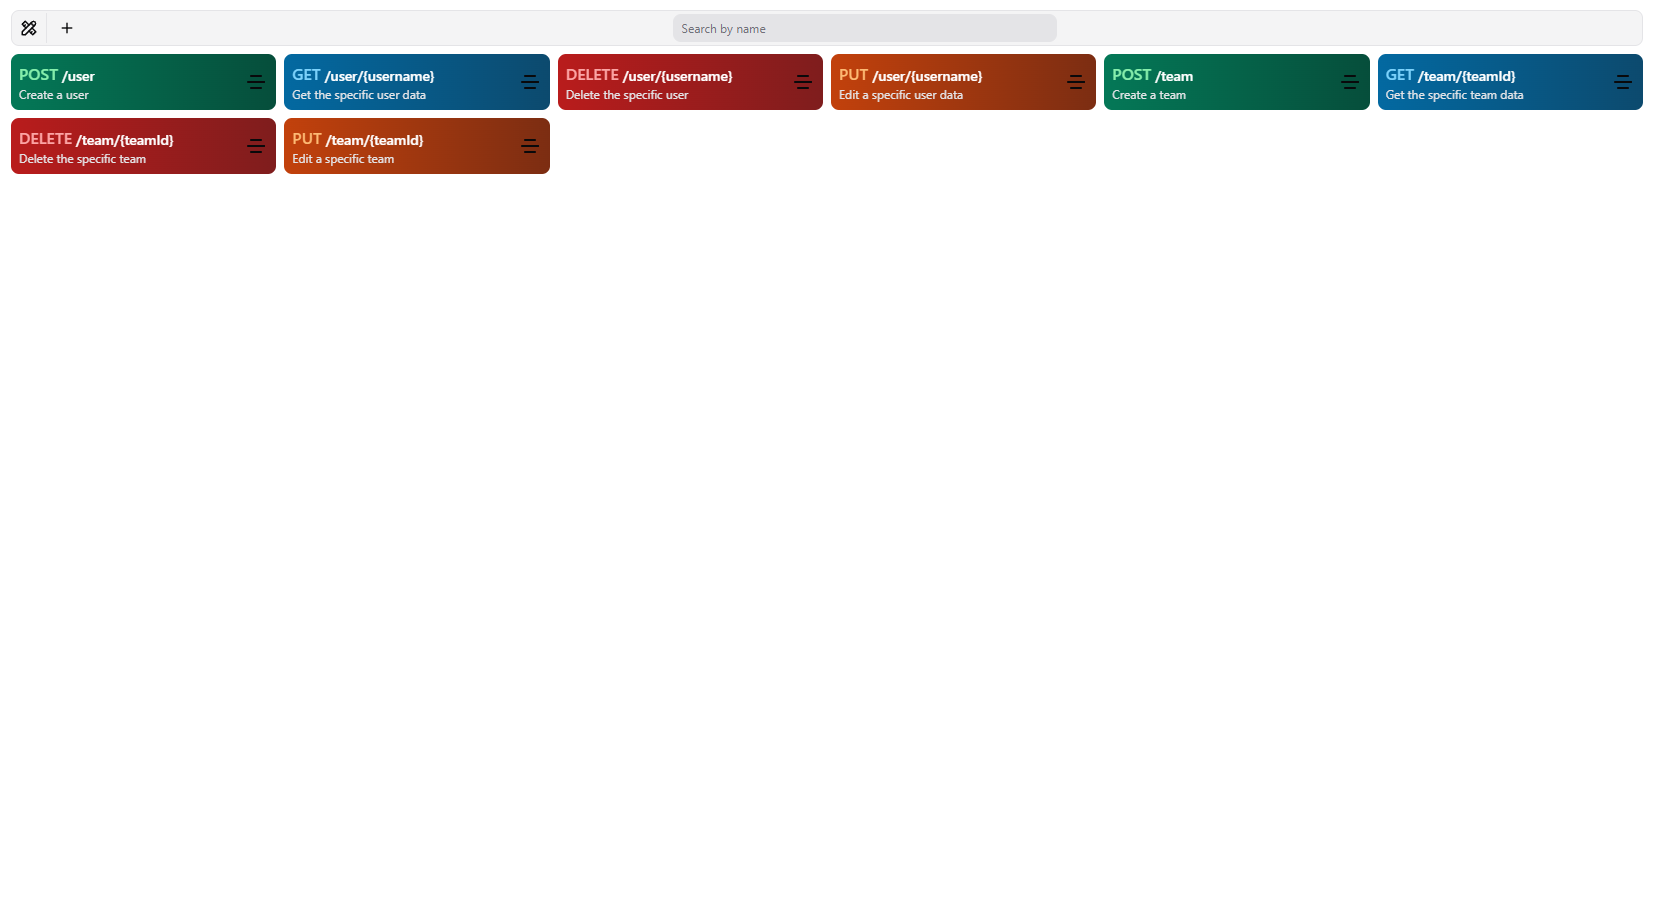 Search by name
POST /user
Create a user
GET /user/{username}
Get the specific user data
DELETE /user/{username}
Delete the specific user
PUT /user/{username}
Edit a specific user data
POST /team
Create a team
GET /team/{teamId}
Get the specific team data
DELETE /team/{teamId}
Delete the specific team
PUT /team/{teamId}
Edit a specific team